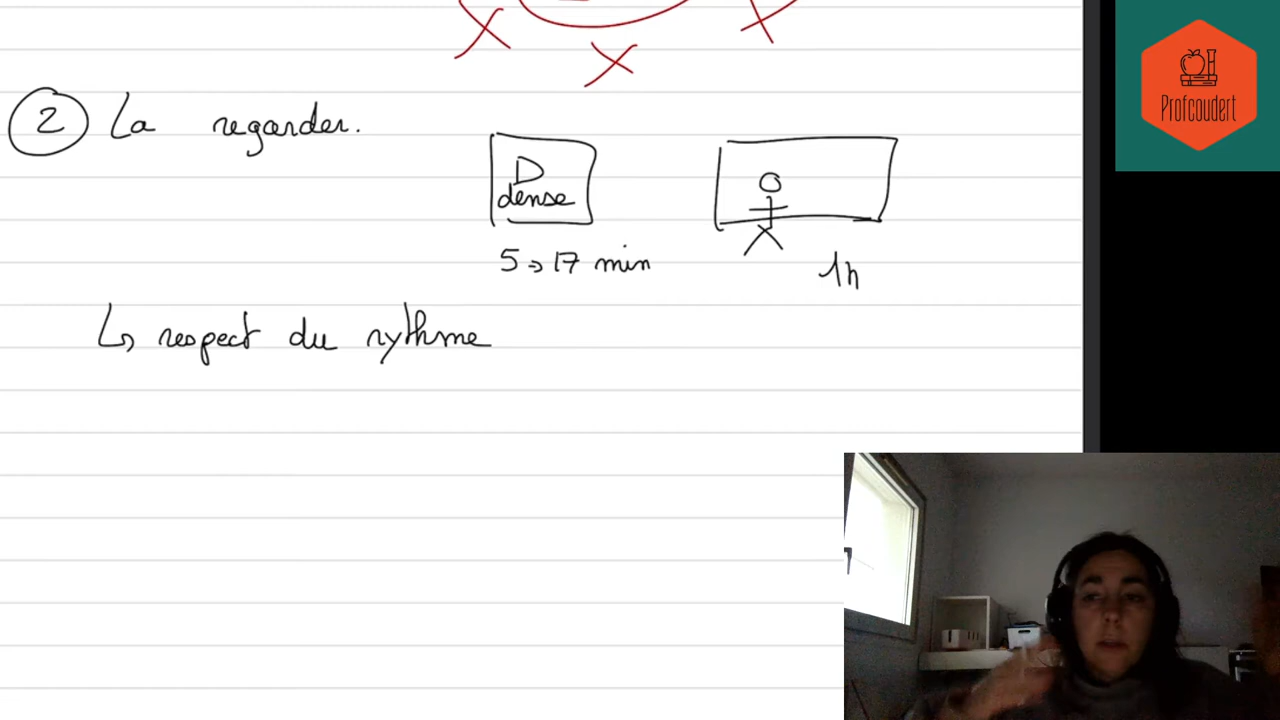 2 La regarder.
D
dense
5 → 17 min
1h
↳ respect du rythme
Profcoudert